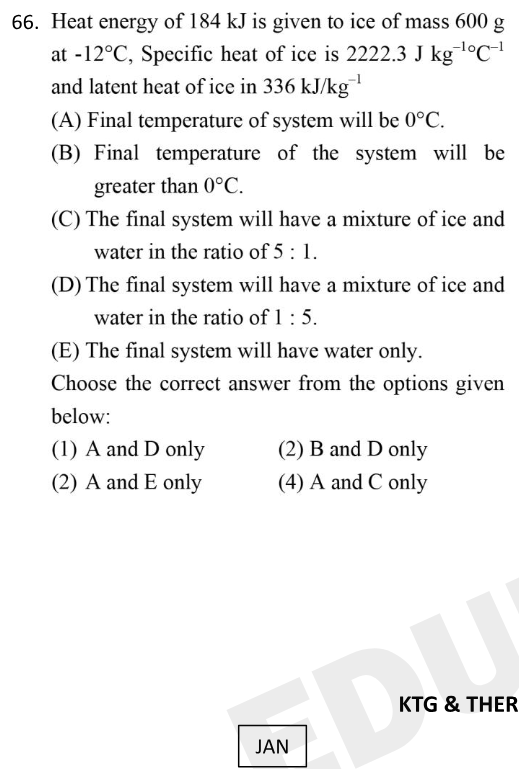 66. Heat energy of 184 kJ is given to ice of mass 600 g
at -12°C, Specific heat of ice is 2222.3 J kg⁻¹°C⁻¹
and latent heat of ice in 336 kJ/kg⁻¹
(A) Final temperature of system will be 0°C.
(B) Final temperature of the system will be
greater than 0°C.
(C) The final system will have a mixture of ice and
water in the ratio of 5 : 1.
(D) The final system will have a mixture of ice and
water in the ratio of 1 : 5.
(E) The final system will have water only.
Choose the correct answer from the options given
below:
(1) A and D only (2) B and D only
(2) A and E only (4) A and C only
EDU
KTG & THER
JAN